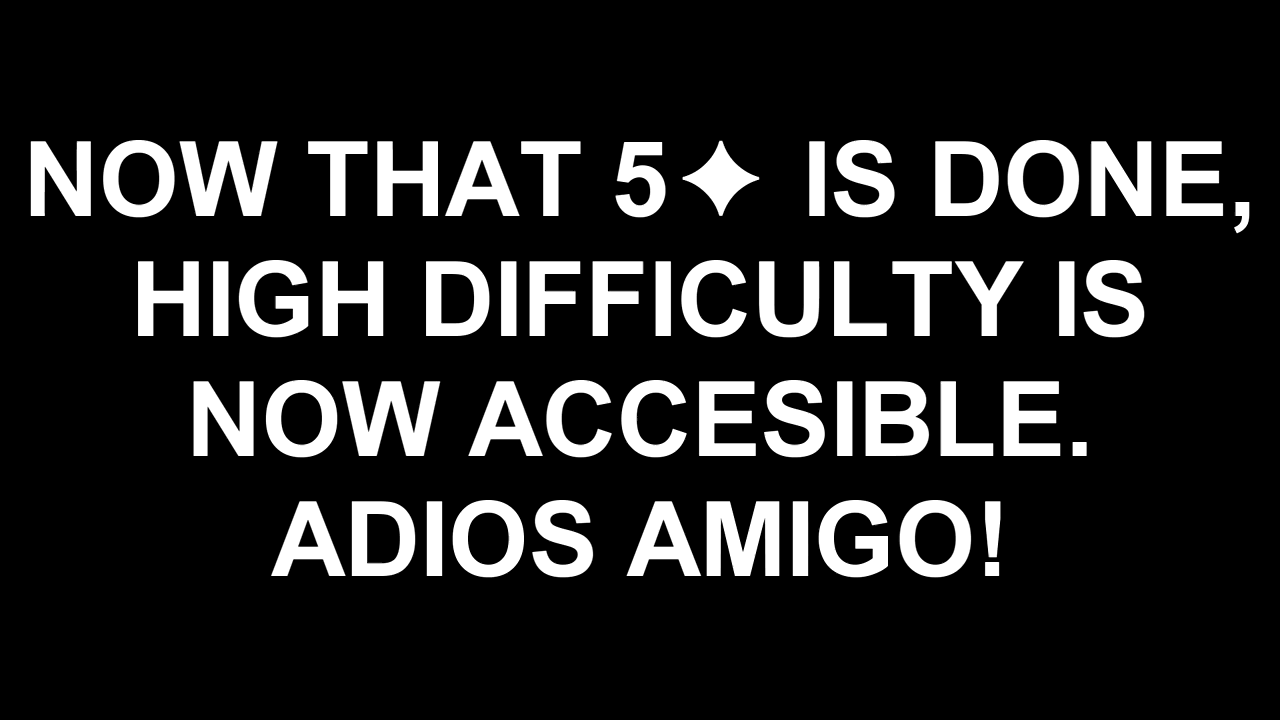 NOW THAT 5✦ IS DONE,
HIGH DIFFICULTY IS
NOW ACCESIBLE.
ADIOS AMIGO!